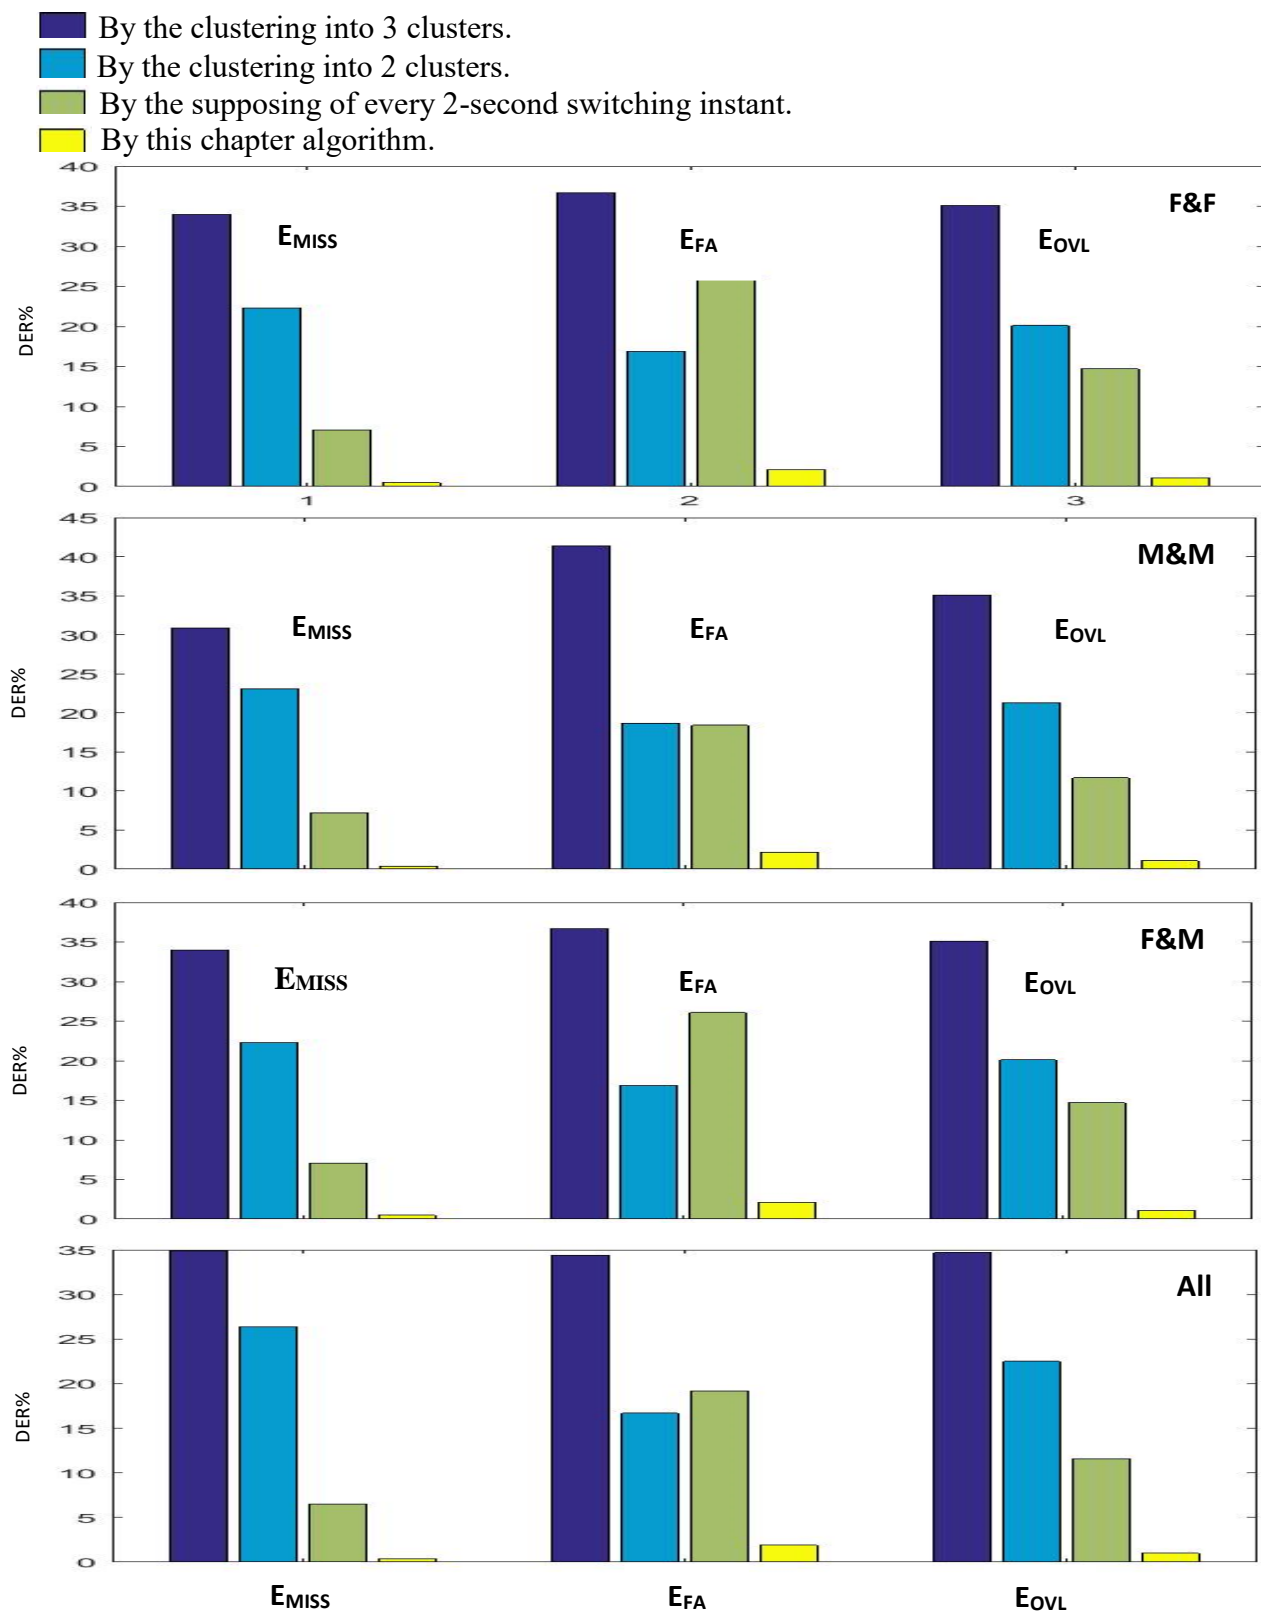 By the clustering into 3 clusters.
By the clustering into 2 clusters.
By the supposing of every 2-second switching instant.
By this chapter algorithm.
40
35
30
25
20
15
10
5
0
DER%
EMISS
EFA
EOVL
F&F
1
2
3
45
40
35
30
25
20
15
10
5
0
DER%
EMISS
EFA
EOVL
M&M
40
35
30
25
20
15
10
5
0
DER%
EMISS
EFA
EOVL
F&M
35
30
25
20
15
10
5
0
DER%
All
EMISS
EFA
EOVL